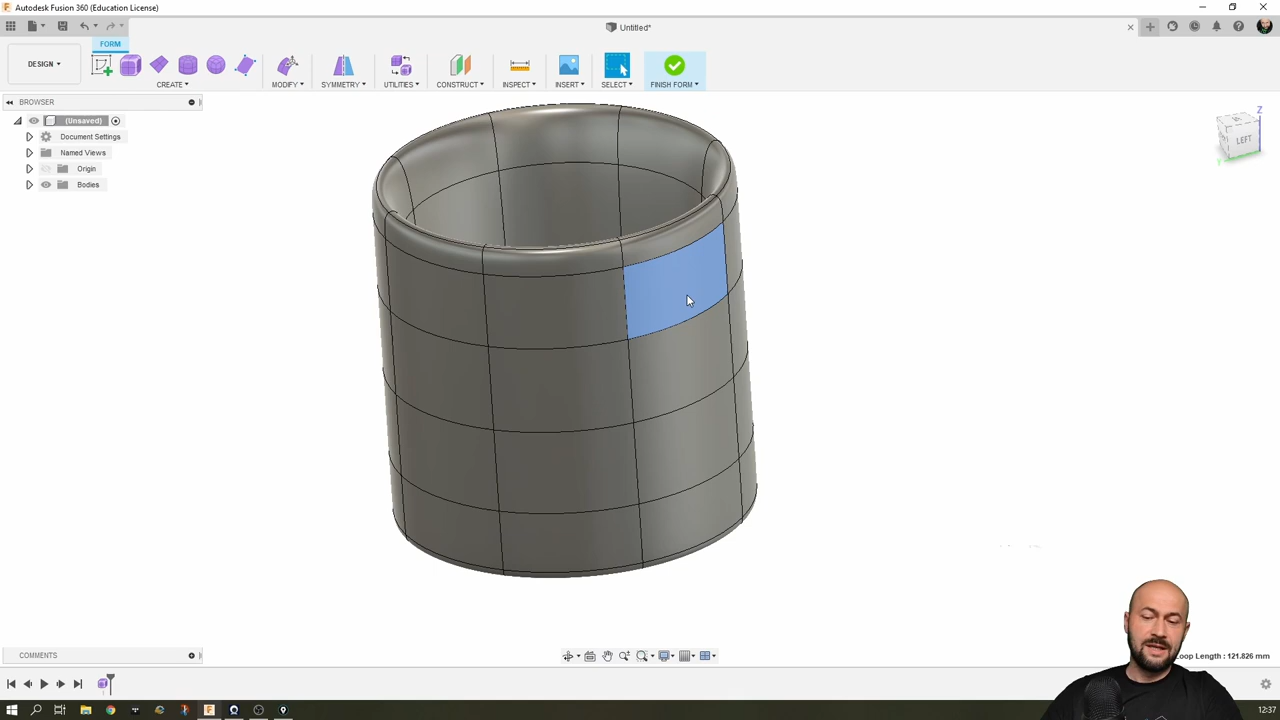 Autodesk Fusion 360 (Education License)
Untitled*
FORM
DESIGN
CREATE
MODIFY
SYMMETRY
UTILITIES
CONSTRUCT
INSPECT
INSERT
SELECT
FINISH FORM
BROWSER
(Unsaved)
Document Settings
Named Views
Origin
Bodies
Z
LEFT
COMMENTS
Loop Length : 121.826 mm
12:37